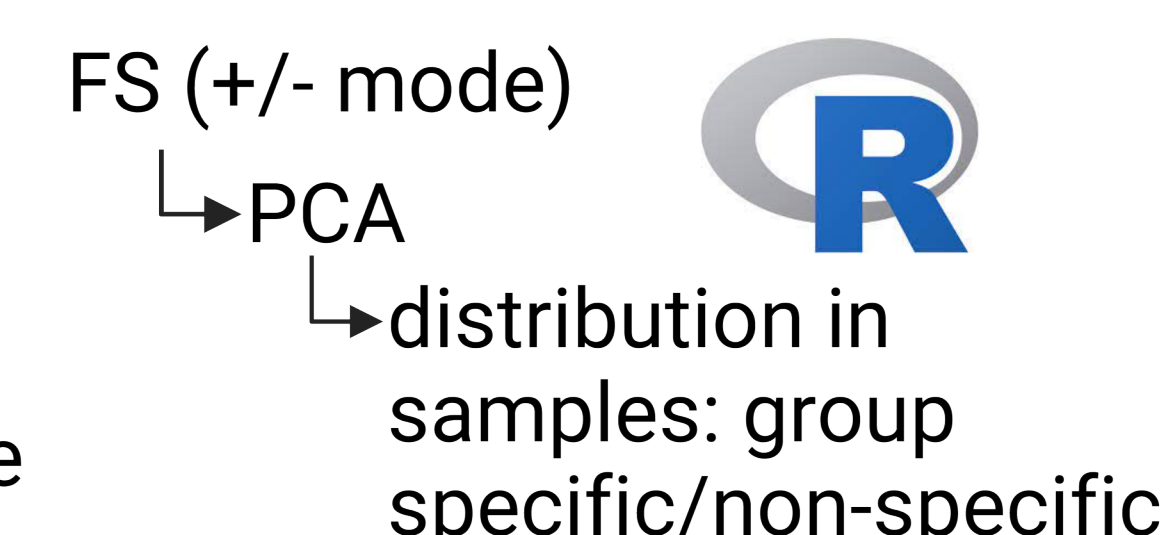 FS (+/- mode)
R
PCA
distribution in
samples: group
e
specific/non-specific